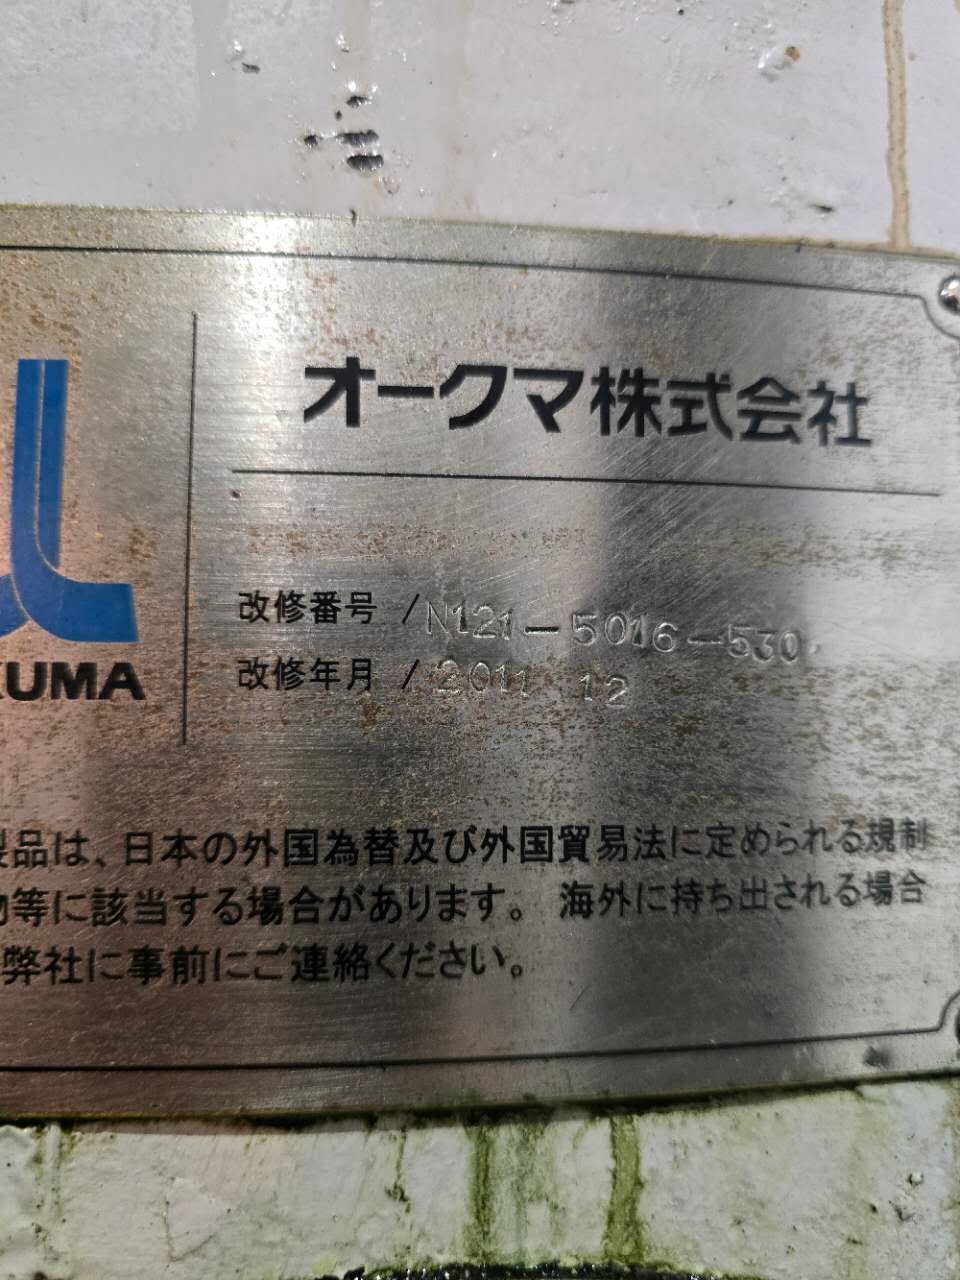 オークマ株式会社
KUMA
改修番号 / N121-5016-530
改修年月 / 2011 12
製品は、日本の外国為替及び外国貿易法に定められる規制
物等に該当する場合があります。 海外に持ち出される場合
弊社に事前にご連絡ください。